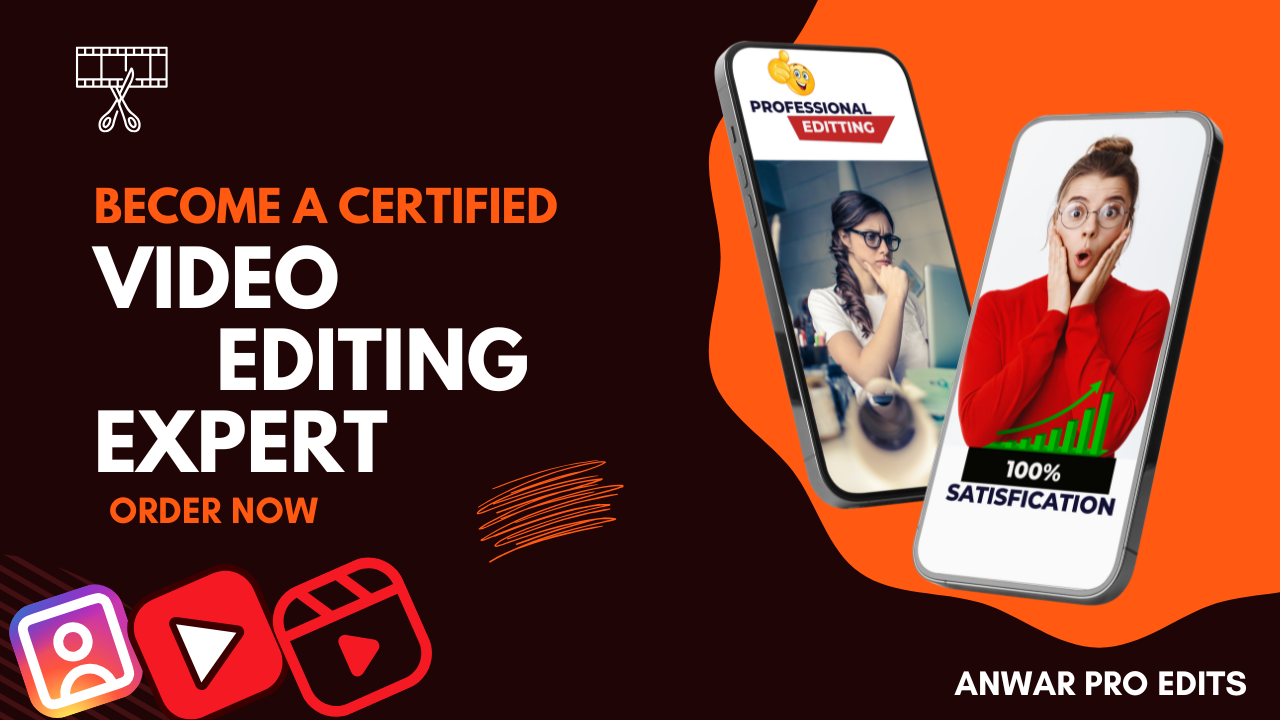 BECOME A CERTIFIED
VIDEO
EDITING
EXPERT
ORDER NOW
PROFESSIONAL
EDITTING
100%
SATISFICATION
ANWAR PRO EDITS